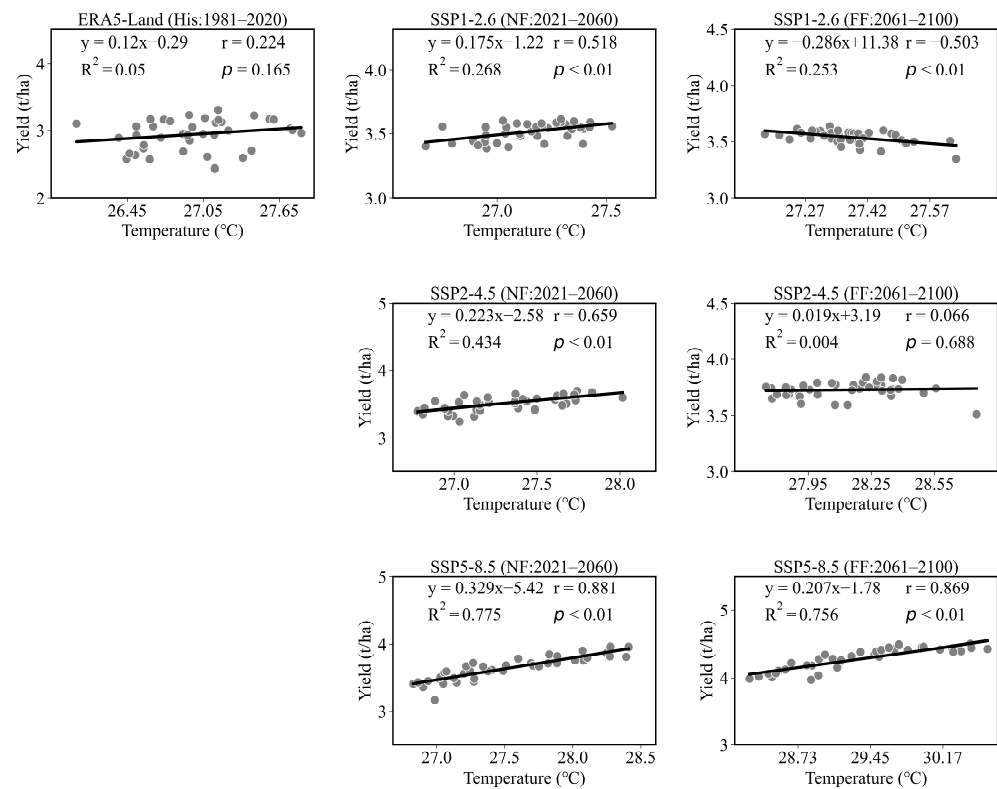 ERA5-Land (His:1981–2020)
y = 0.12x−0.29 r = 0.224
R² = 0.05 p = 0.165
4
3
2
Yield (t/ha)
26.45 27.05 27.65
Temperature (°C)
SSP1-2.6 (NF:2021–2060)
y = 0.175x−1.22 r = 0.518
R² = 0.268 p < 0.01
4.0
3.5
3.0
Yield (t/ha)
27.0 27.5
Temperature (°C)
SSP1-2.6 (FF:2061–2100)
y = −0.286x+11.38 r = −0.503
R² = 0.253 p < 0.01
4.5
4.0
3.5
3.0
Yield (t/ha)
27.27 27.42 27.57
Temperature (°C)
SSP2-4.5 (NF:2021–2060)
y = 0.223x−2.58 r = 0.659
R² = 0.434 p < 0.01
5
4
3
Yield (t/ha)
27.0 27.5 28.0
Temperature (°C)
SSP2-4.5 (FF:2061–2100)
y = 0.019x+3.19 r = 0.066
R² = 0.004 p = 0.688
4.5
4.0
3.5
3.0
Yield (t/ha)
27.95 28.25 28.55
Temperature (°C)
SSP5-8.5 (NF:2021–2060)
y = 0.329x−5.42 r = 0.881
R² = 0.775 p < 0.01
5
4
3
Yield (t/ha)
27.0 27.5 28.0 28.5
Temperature (°C)
SSP5-8.5 (FF:2061–2100)
y = 0.207x−1.78 r = 0.869
R² = 0.756 p < 0.01
5
4
3
Yield (t/ha)
28.73 29.45 30.17
Temperature (°C)